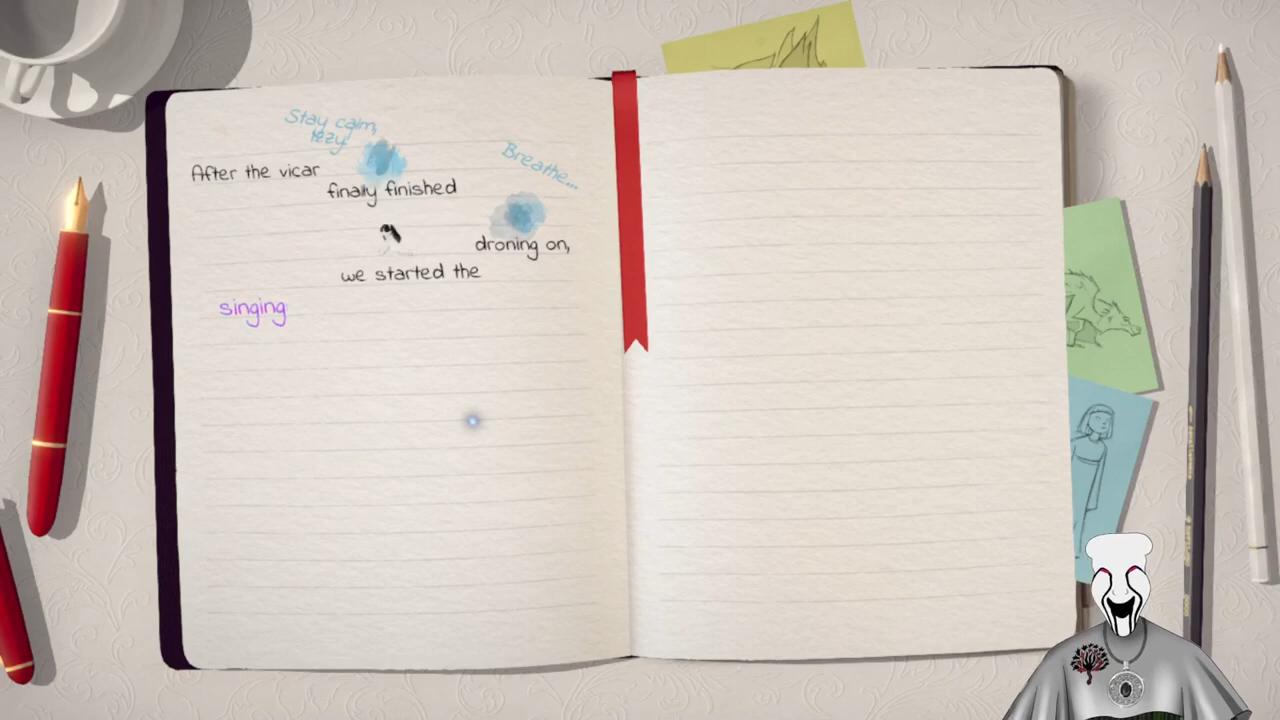 Stay calm,
Izzy
Breathe...
After the vicar
finally finished
droning on,
we started the
singing